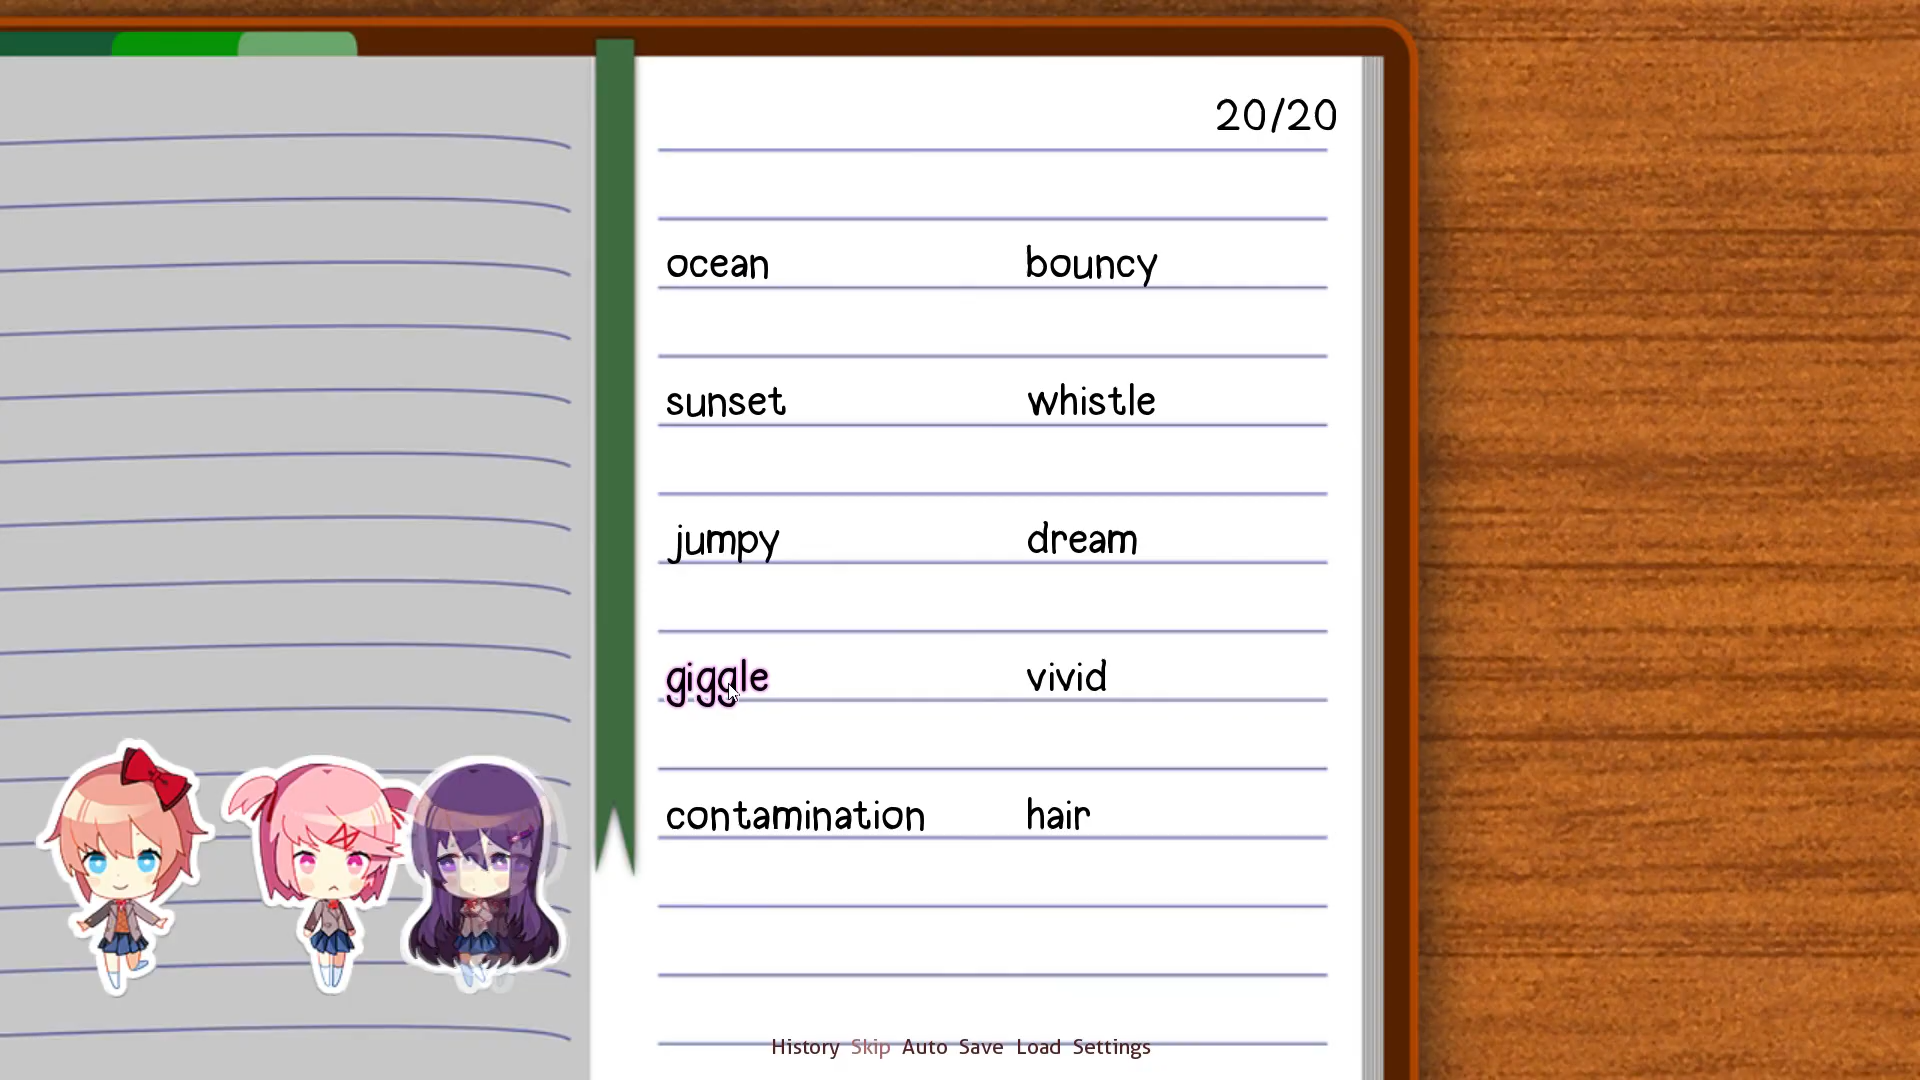 20/20
ocean bouncy
sunset whistle
jumpy dream
giggle vivid
contamination hair
History Skip Auto Save Load Settings